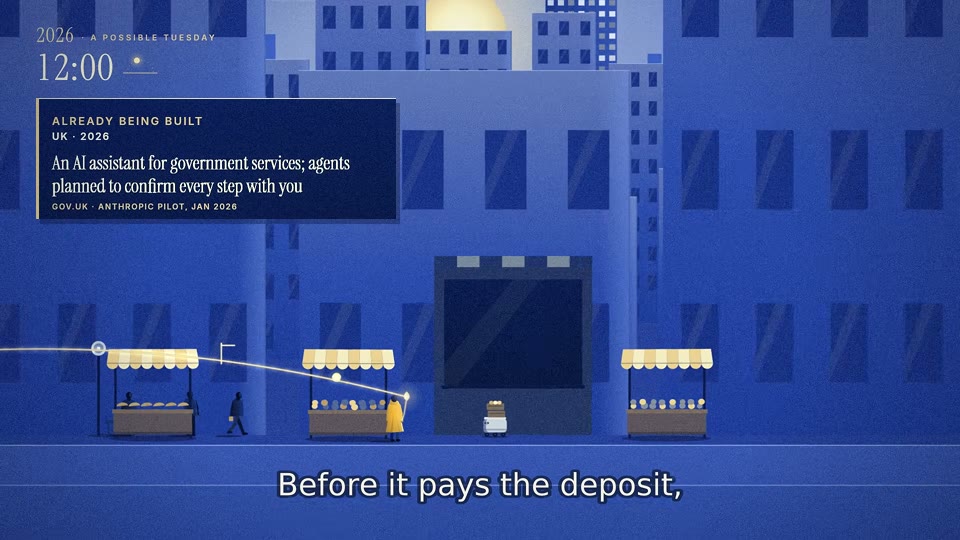 2026 · A POSSIBLE TUESDAY
12:00
ALREADY BEING BUILT
UK · 2026
An AI assistant for government services; agents
planned to confirm every step with you
GOV.UK · ANTHROPIC PILOT, JAN 2026
Before it pays the deposit,